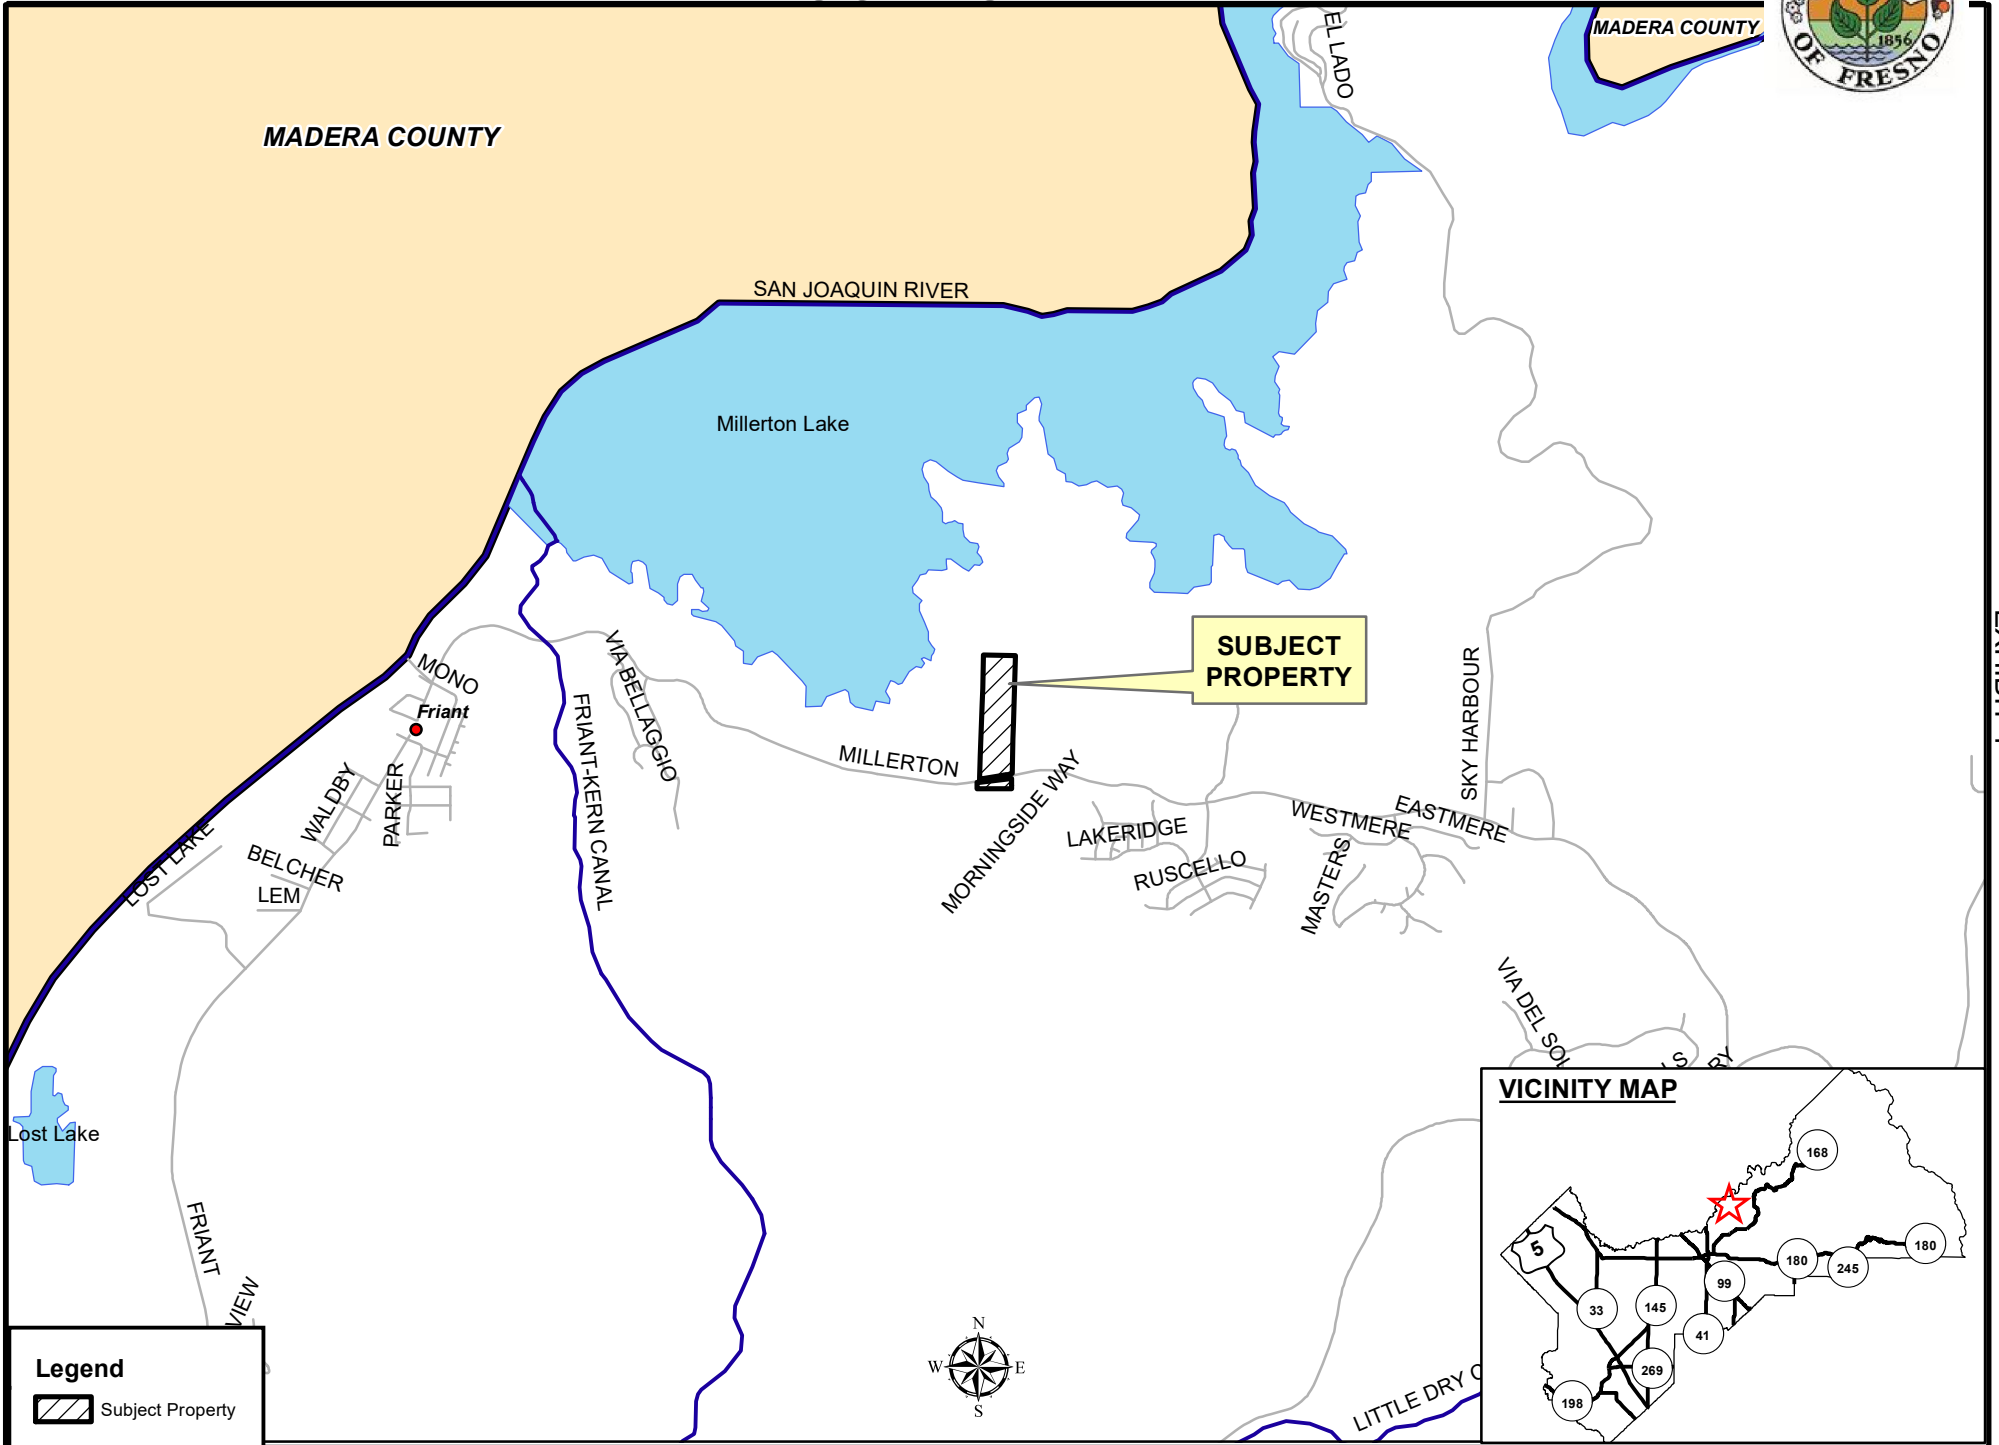 MADERA COUNTY
EL LADO
MADERA COUNTY
1856
OF FRESNO
SAN JOAQUIN RIVER
Millerton Lake
SUBJECT
PROPERTY
MONO
Friant
VIA BELLAGGIO
FRIANT-KERN CANAL
MILLERTON
MORNINGSIDE WAY
SKY HARBOUR
WALDBY
PARKER
LOST LAKE
BELCHER
LEM
LAKERIDGE
RUSCELLO
WESTMERE
EASTMERE
MASTERS
VIA DEL SOL
Lost Lake
FRIANT
VIEW
LITTLE DRY
N
W
E
S
Legend
Subject Property
VICINITY MAP
168
5
180
180
245
99
33
145
41
269
198